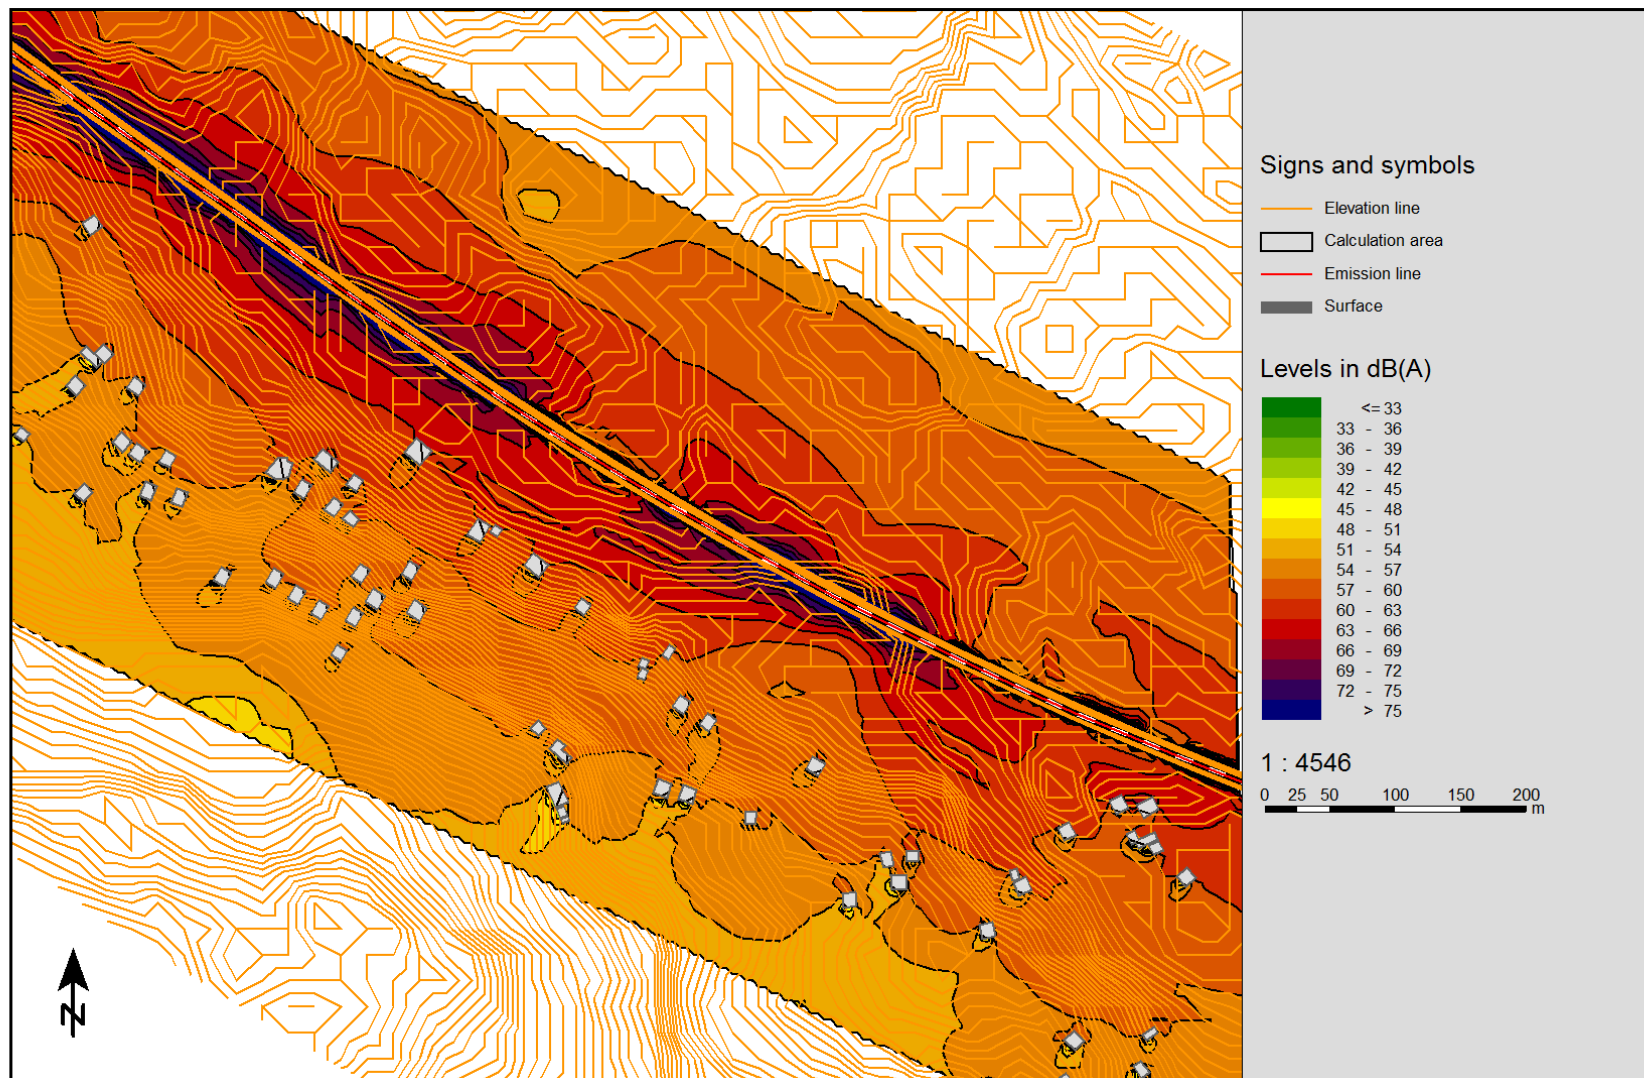 Signs and symbols
Elevation line
Calculation area
Emission line
Surface
Levels in dB(A)
<= 33
33 - 36
36 - 39
39 - 42
42 - 45
45 - 48
48 - 51
51 - 54
54 - 57
57 - 60
60 - 63
63 - 66
66 - 69
69 - 72
72 - 75
> 75
1 : 4546
0 25 50 100 150 200
m
N